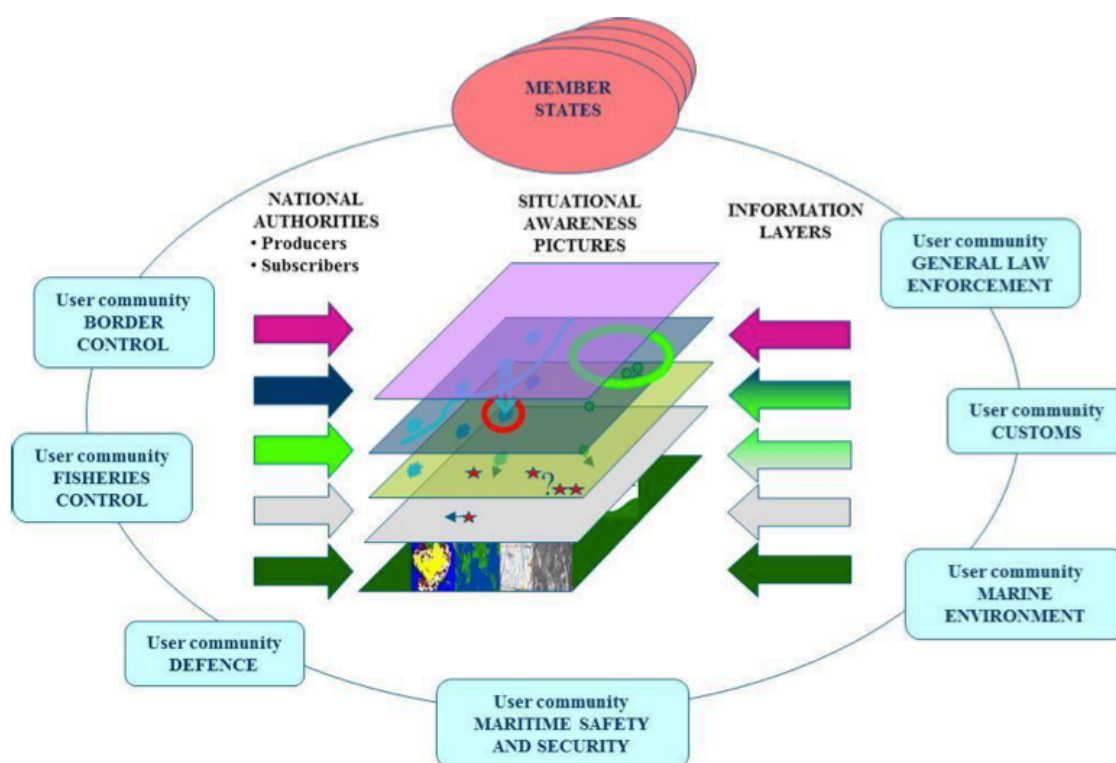 MEMBER
STATES
NATIONAL
AUTHORITIES
• Producers
• Subscribers
SITUATIONAL
AWARENESS
PICTURES
INFORMATION
LAYERS
User community
GENERAL LAW
ENFORCEMENT
User community
BORDER
CONTROL
User community
CUSTOMS
User community
FISHERIES
CONTROL
?
User community
MARINE
ENVIRONMENT
User community
DEFENCE
User community
MARITIME SAFETY
AND SECURITY